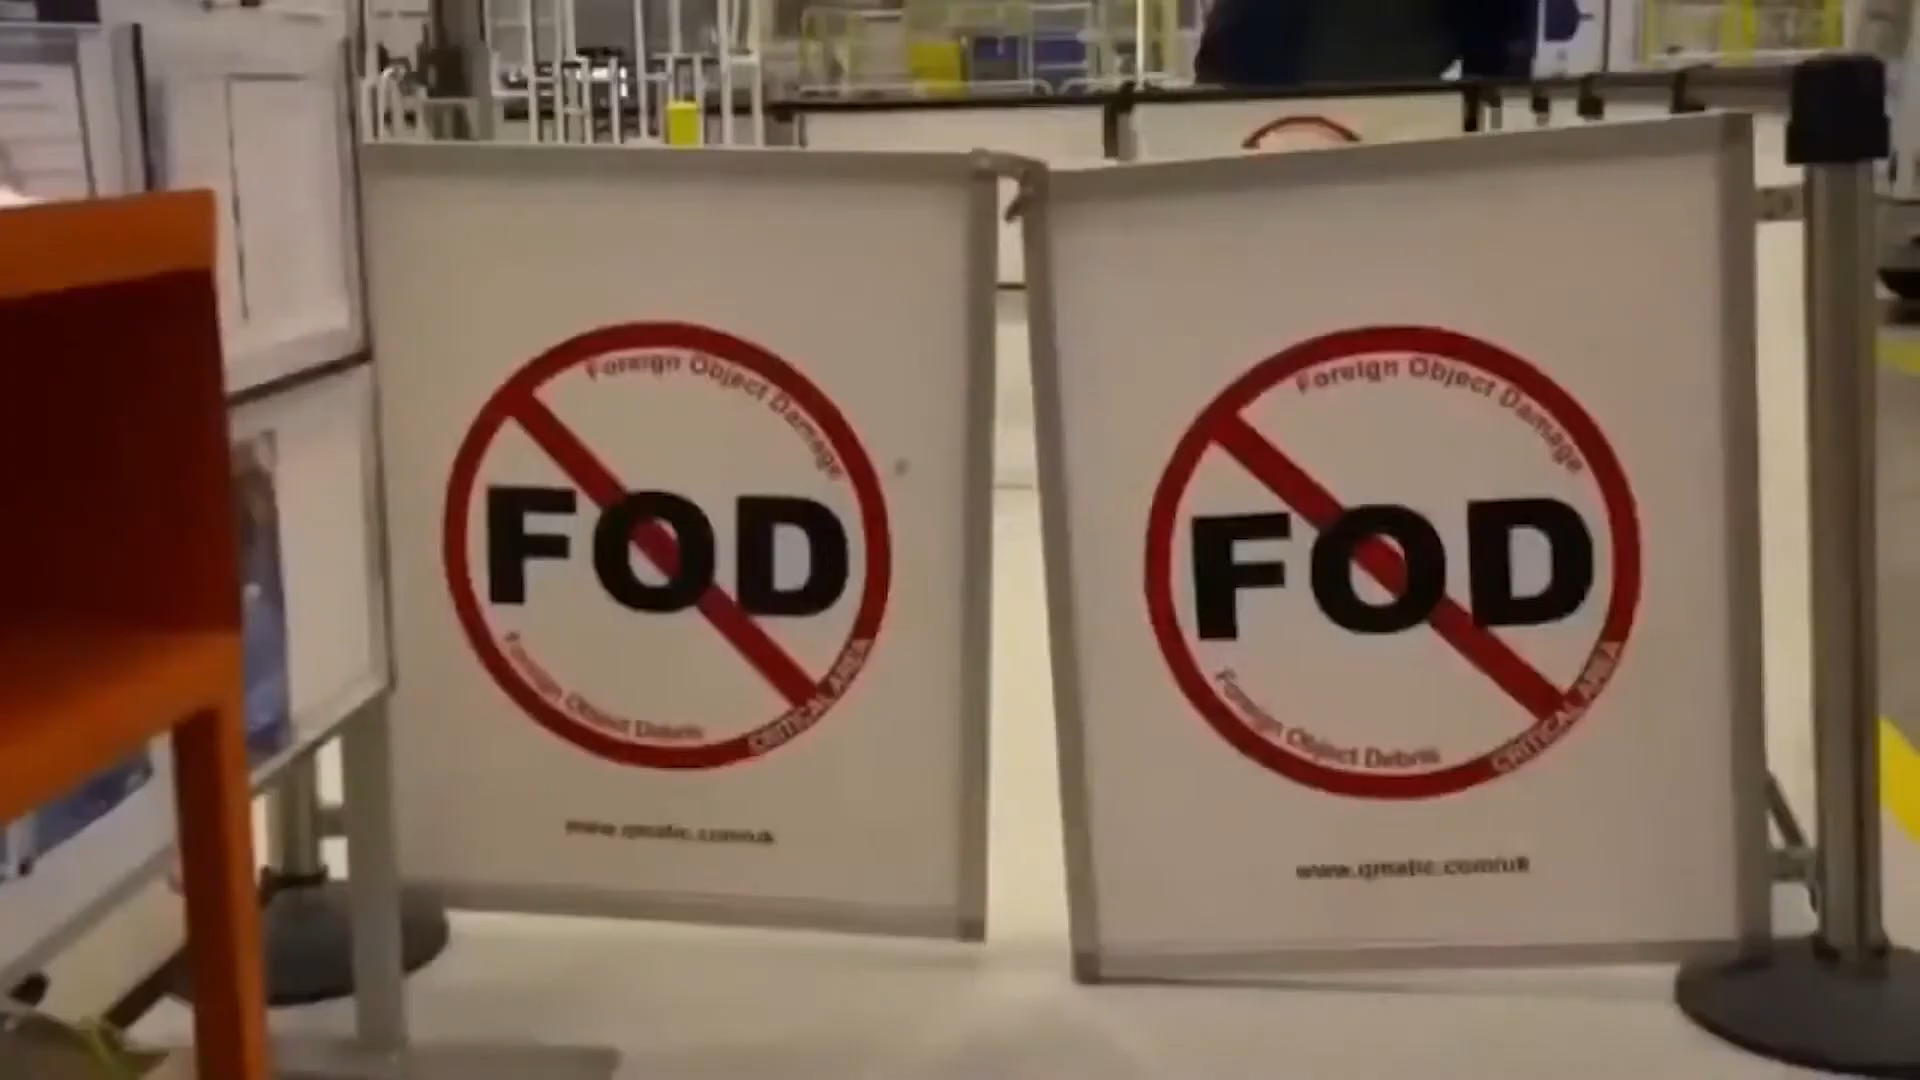 Foreign Object Damage
FOD
Foreign Object Debris
CRITICAL AREA
www.qmatic.com/uk
Foreign Object Damage
FOD
Foreign Object Debris
CRITICAL AREA
www.qmatic.com/uk